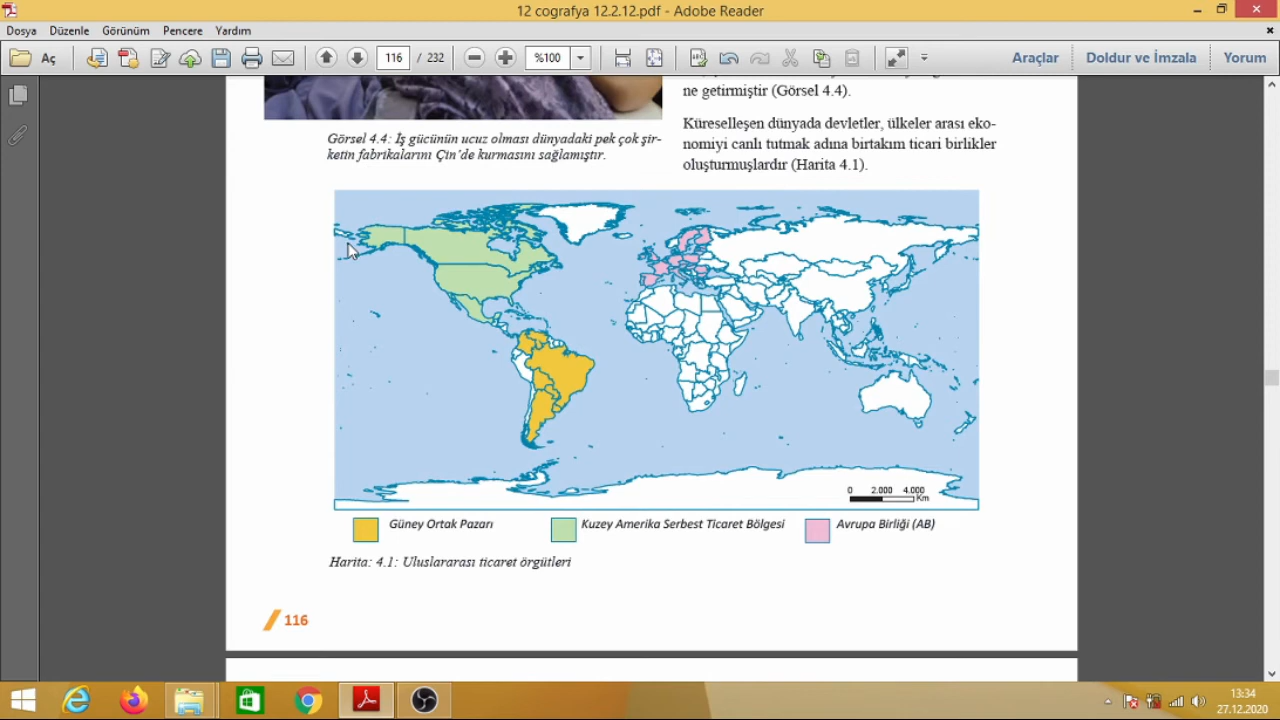 12 cografya 12.2.12.pdf - Adobe Reader
Dosya Düzenle Görünüm Pencere Yardım
Aç 116 / 232 %100 Araçlar Doldur ve İmzala Yorum
ne getirmiştir (Görsel 4.4).
Görsel 4.4: İş gücünün ucuz olması dünyadaki pek çok şir-
ketin fabrikalarını Çin’de kurmasını sağlamıştır.
Küreselleşen dünyada devletler, ülkeler arası eko-
nomiyi canlı tutmak adına birtakım ticari birlikler
oluşturmuşlardır (Harita 4.1).
0 2.000 4.000
Km
Güney Ortak Pazarı Kuzey Amerika Serbest Ticaret Bölgesi Avrupa Birliği (AB)
Harita: 4.1: Uluslararası ticaret örgütleri
116
13:34
27.12.2020